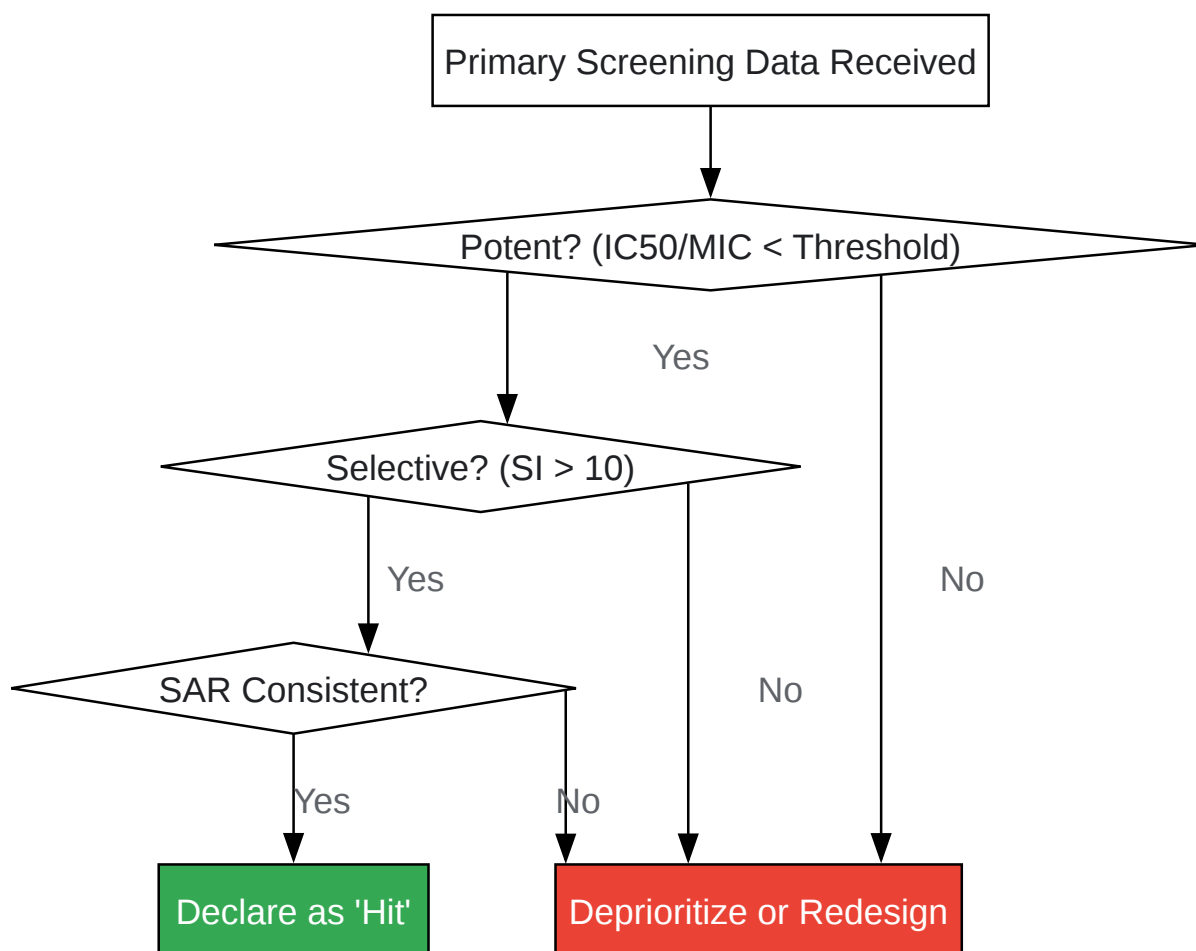 Primary Screening Data Received
Potent? (IC50/MIC < Threshold)
Yes
Selective? (SI > 10)
Yes
No
SAR Consistent?
No
Yes
No
Declare as 'Hit'
Deprioritize or Redesign